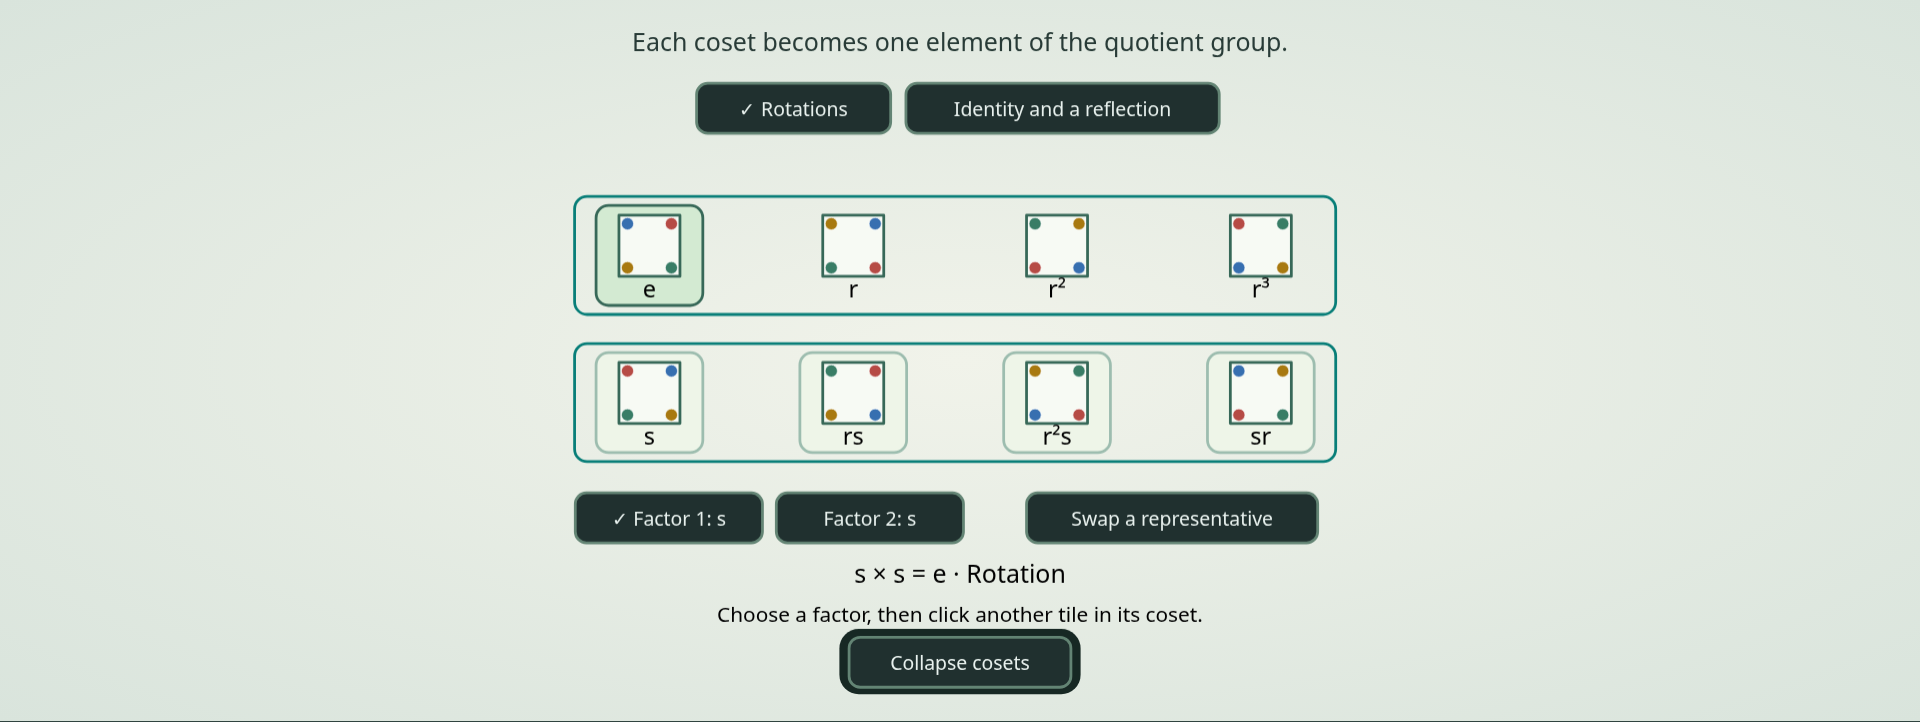 Each coset becomes one element of the quotient group.
✓ Rotations Identity and a reflection
e r r² r³
s rs r²s sr
✓ Factor 1: s Factor 2: s Swap a representative
s × s = e · Rotation
Choose a factor, then click another tile in its coset.
Collapse cosets